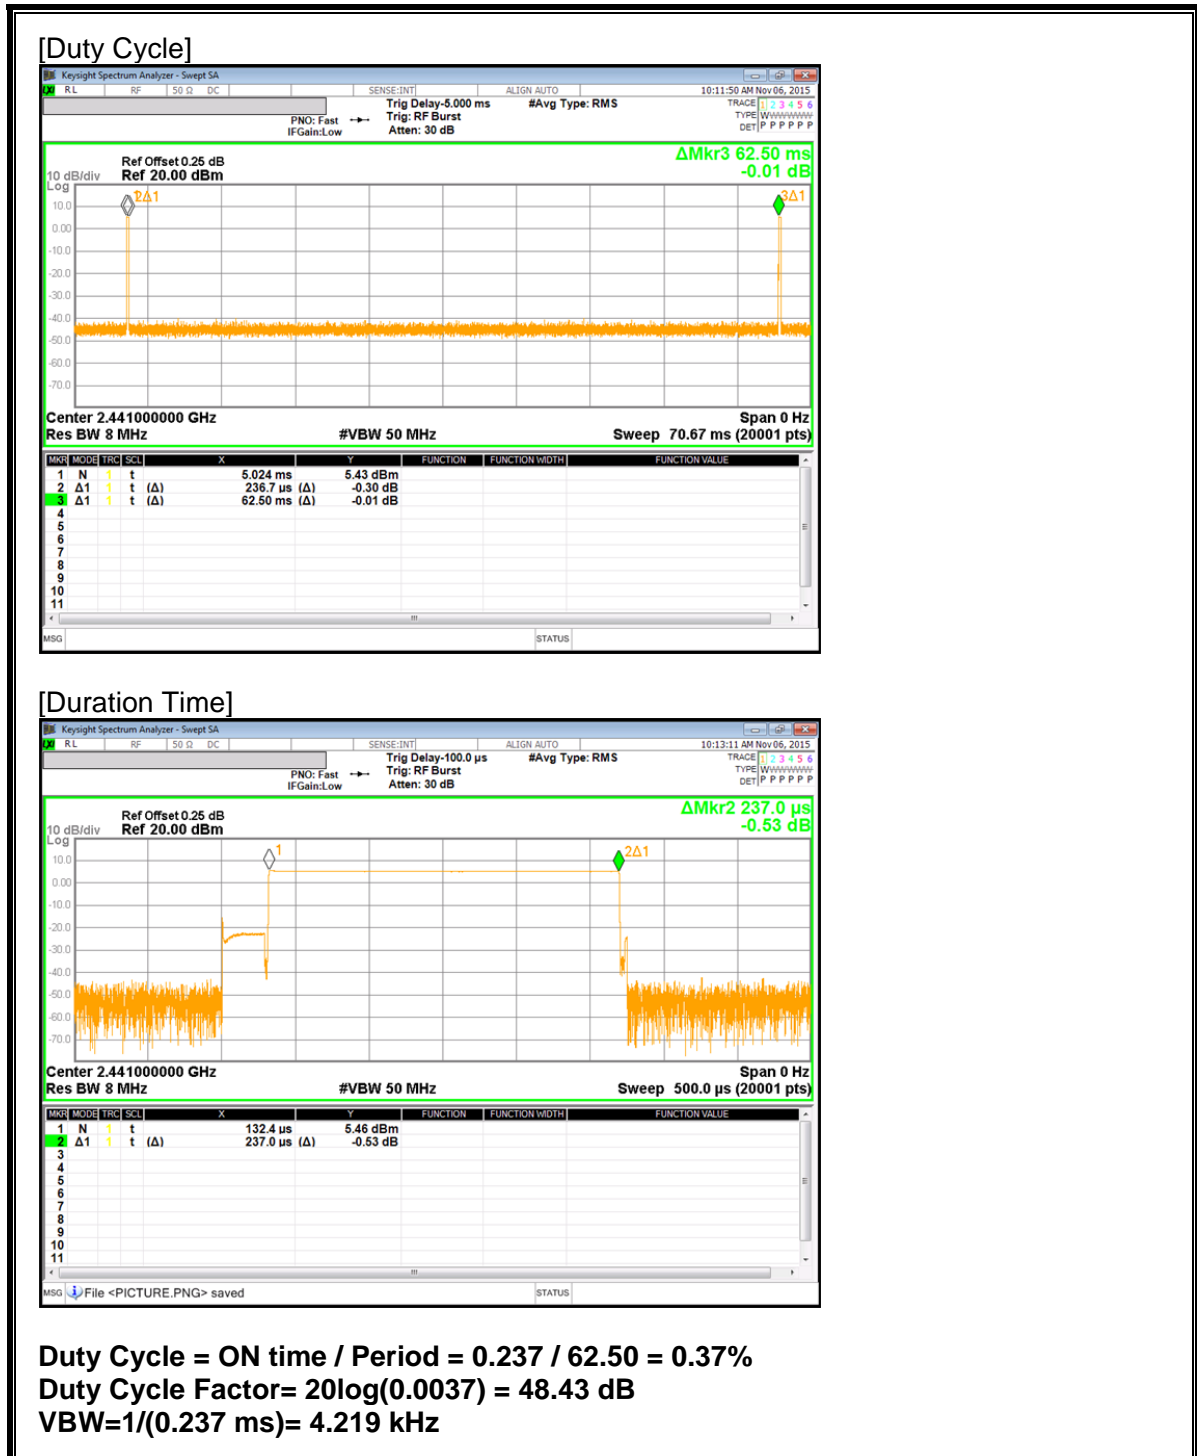 [Duty Cycle]
Keysight Spectrum Analyzer - Swept SA
LXI RL RF 50 Ω DC SENSE:INT ALIGN AUTO 10:11:50 AM Nov 06, 2015
Trig Delay-5.000 ms #Avg Type: RMS TRACE 1 2 3 4 5 6
PNO: Fast Trig: RF Burst TYPE WWWWWW
IFGain:Low Atten: 30 dB DET P P P P P P
ΔMkr3 62.50 ms
Ref Offset 0.25 dB
10 dB/div Ref 20.00 dBm -0.01 dB
Log
2Δ1 3Δ1
10.0
0.00
-10.0
-20.0
-30.0
-40.0
-50.0
-60.0
-70.0
Center 2.441000000 GHz Span 0 Hz
Res BW 8 MHz #VBW 50 MHz Sweep 70.67 ms (20001 pts)
MKR MODE TRC SCL X Y FUNCTION FUNCTION WIDTH FUNCTION VALUE
1 N 1 t 5.024 ms 5.43 dBm
2 Δ1 1 t (Δ) 236.7 µs (Δ) -0.30 dB
3 Δ1 1 t (Δ) 62.50 ms (Δ) -0.01 dB
4
5
6
7
8
9
10
11
MSG STATUS
[Duration Time]
Keysight Spectrum Analyzer - Swept SA
LXI RL RF 50 Ω DC SENSE:INT ALIGN AUTO 10:13:11 AM Nov 06, 2015
Trig Delay-100.0 µs #Avg Type: RMS TRACE 1 2 3 4 5 6
PNO: Fast Trig: RF Burst TYPE WWWWWW
IFGain:Low Atten: 30 dB DET P P P P P P
ΔMkr2 237.0 µs
Ref Offset 0.25 dB
10 dB/div Ref 20.00 dBm -0.53 dB
Log
1 2Δ1
10.0
0.00
-10.0
-20.0
-30.0
-40.0
-50.0
-60.0
-70.0
Center 2.441000000 GHz Span 0 Hz
Res BW 8 MHz #VBW 50 MHz Sweep 500.0 µs (20001 pts)
MKR MODE TRC SCL X Y FUNCTION FUNCTION WIDTH FUNCTION VALUE
1 N 1 t 132.4 µs 5.46 dBm
2 Δ1 1 t (Δ) 237.0 µs (Δ) -0.53 dB
3
4
5
6
7
8
9
10
11
MSG File <PICTURE.PNG> saved STATUS
Duty Cycle = ON time / Period = 0.237 / 62.50 = 0.37%
Duty Cycle Factor= 20log(0.0037) = 48.43 dB
VBW=1/(0.237 ms)= 4.219 kHz